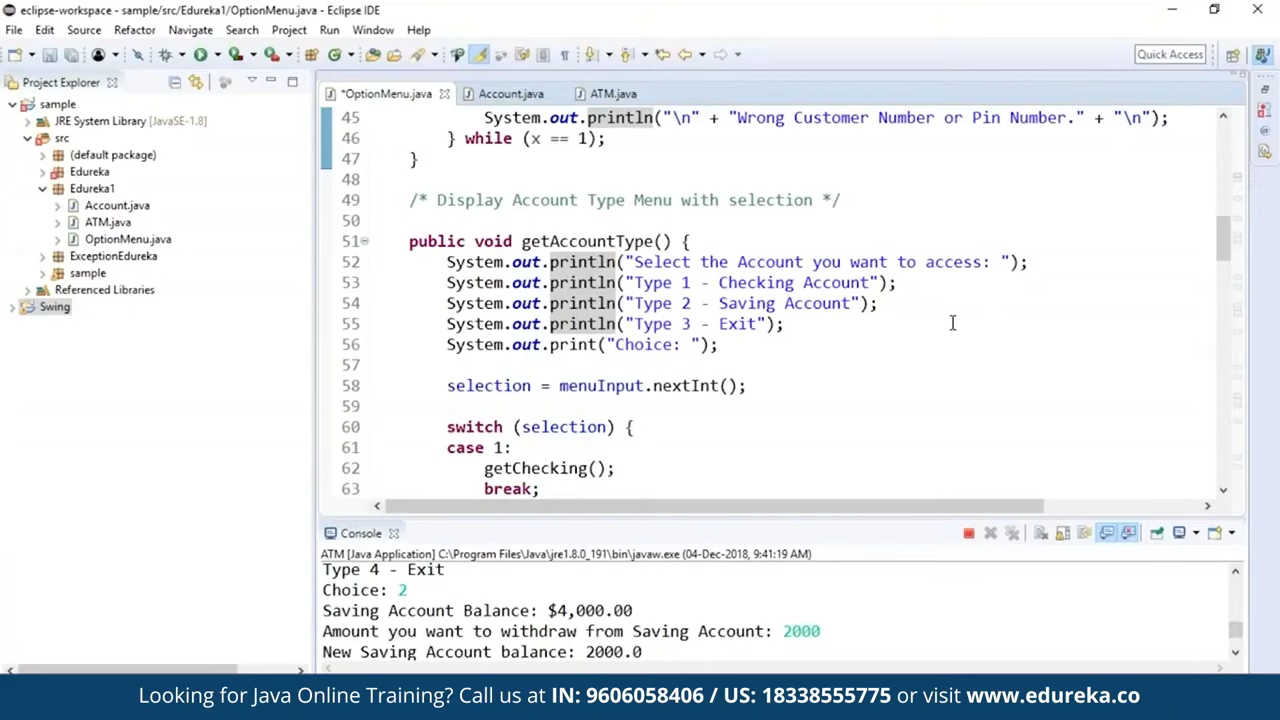 eclipse-workspace - sample/src/Edureka1/OptionMenu.java - Eclipse IDE
File Edit Source Refactor Navigate Search Project Run Window Help
Quick Access
Project Explorer
sample
JRE System Library [JavaSE-1.8]
src
(default package)
Edureka
Edureka1
Account.java
ATM.java
OptionMenu.java
ExceptionEdureka
sample
Referenced Libraries
Swing
*OptionMenu.java Account.java ATM.java
45 System.out.println("\n" + "Wrong Customer Number or Pin Number." + "\n");
46 } while (x == 1);
47 }
48
49 /* Display Account Type Menu with selection */
50
51 public void getAccountType() {
52 System.out.println("Select the Account you want to access: ");
53 System.out.println("Type 1 - Checking Account");
54 System.out.println("Type 2 - Saving Account");
55 System.out.println("Type 3 - Exit");
56 System.out.print("Choice: ");
57
58 selection = menuInput.nextInt();
59
60 switch (selection) {
61 case 1:
62 getChecking();
63 break;
Console
ATM [Java Application] C:\Program Files\Java\jre1.8.0_191\bin\javaw.exe (04-Dec-2018, 9:41:19 AM)
Type 4 - Exit
Choice: 2
Saving Account Balance: $4,000.00
Amount you want to withdraw from Saving Account: 2000
New Saving Account balance: 2000.0
Looking for Java Online Training? Call us at IN: 9606058406 / US: 18338555775 or visit www.edureka.co